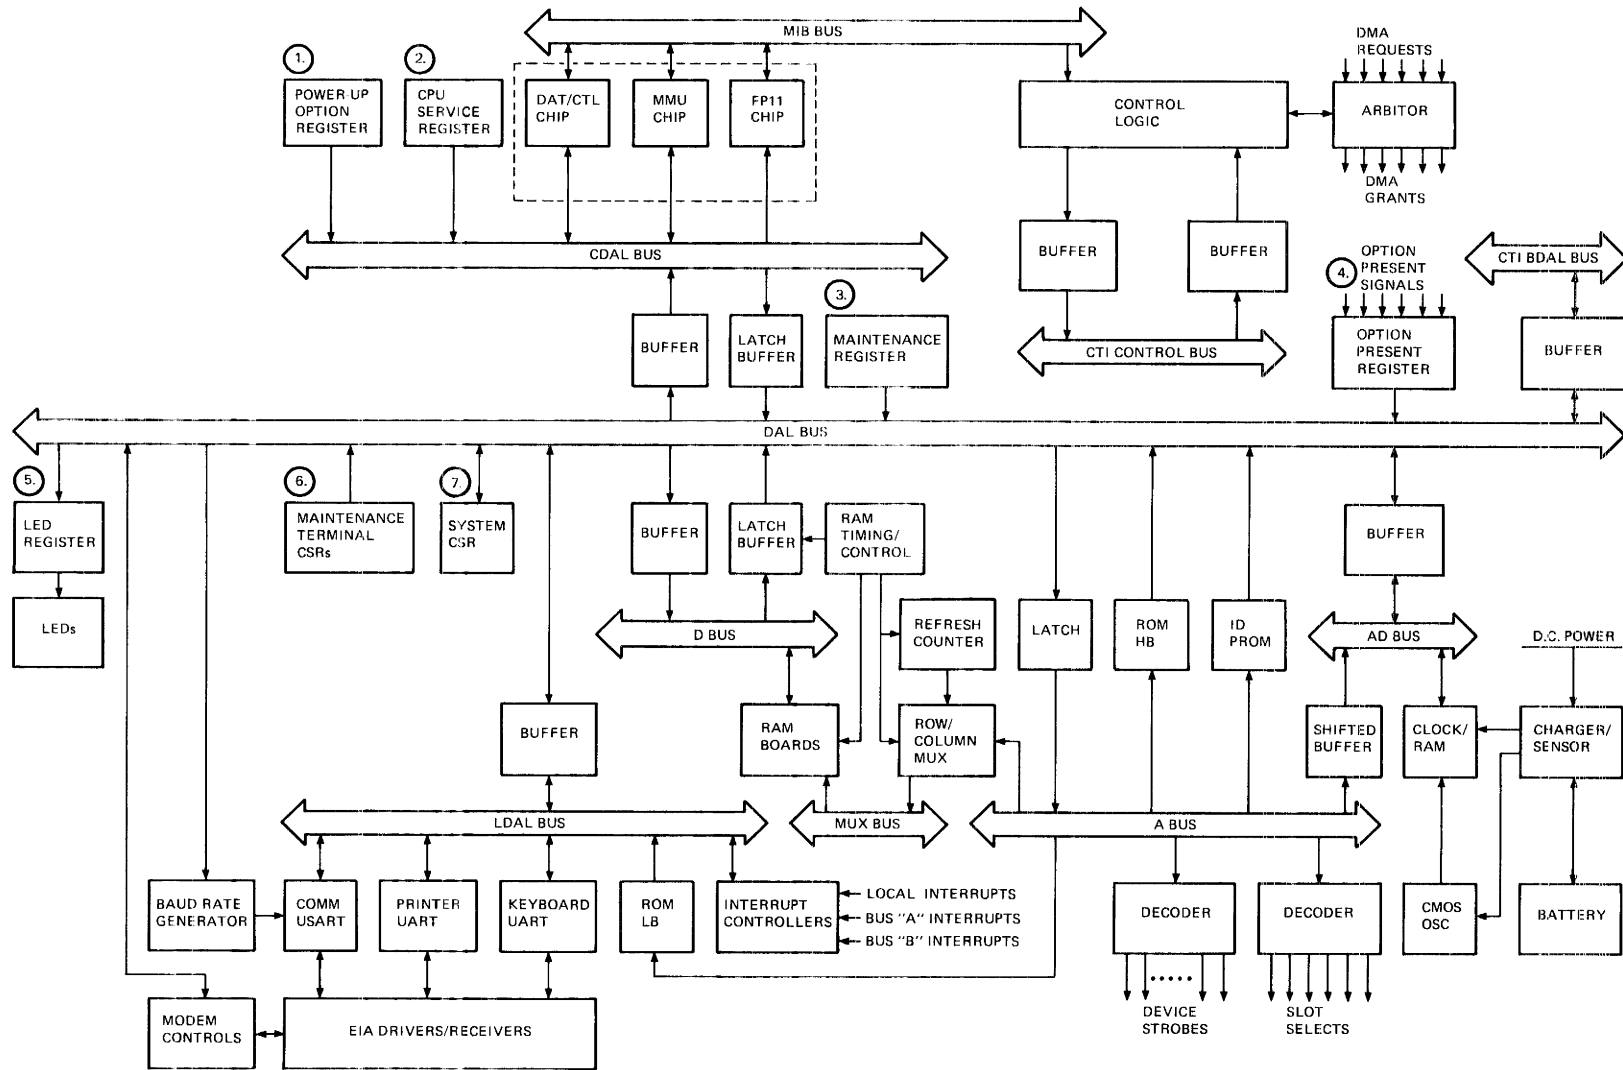 MIB BUS
DMA
REQUESTS
1.
2.
POWER-UP
OPTION
REGISTER
CPU
SERVICE
REGISTER
DAT/CTL
CHIP
MMU
CHIP
FP11
CHIP
CONTROL
LOGIC
ARBITOR
DMA
GRANTS
BUFFER
BUFFER
CDAL BUS
4.
OPTION
PRESENT
SIGNALS
CTI BDAL BUS
3.
BUFFER
LATCH
BUFFER
MAINTENANCE
REGISTER
CTI CONTROL BUS
OPTION
PRESENT
REGISTER
BUFFER
DAL BUS
5.
6.
7.
LED
REGISTER
MAINTENANCE
TERMINAL
CSRs
SYSTEM
CSR
BUFFER
LATCH
BUFFER
RAM
TIMING/
CONTROL
BUFFER
LEDs
D BUS
REFRESH
COUNTER
LATCH
ROM
HB
ID
PROM
AD BUS
D.C. POWER
BUFFER
RAM
BOARDS
ROW/
COLUMN
MUX
SHIFTED
BUFFER
CLOCK/
RAM
CHARGER/
SENSOR
LDAL BUS
MUX BUS
A BUS
BAUD RATE
GENERATOR
COMM
USART
PRINTER
UART
KEYBOARD
UART
ROM
LB
INTERRUPT
CONTROLLERS
LOCAL INTERRUPTS
BUS "A" INTERRUPTS
BUS "B" INTERRUPTS
DECODER
DECODER
CMOS
OSC
BATTERY
MODEM
CONTROLS
EIA DRIVERS/RECEIVERS
DEVICE
STROBES
SLOT
SELECTS